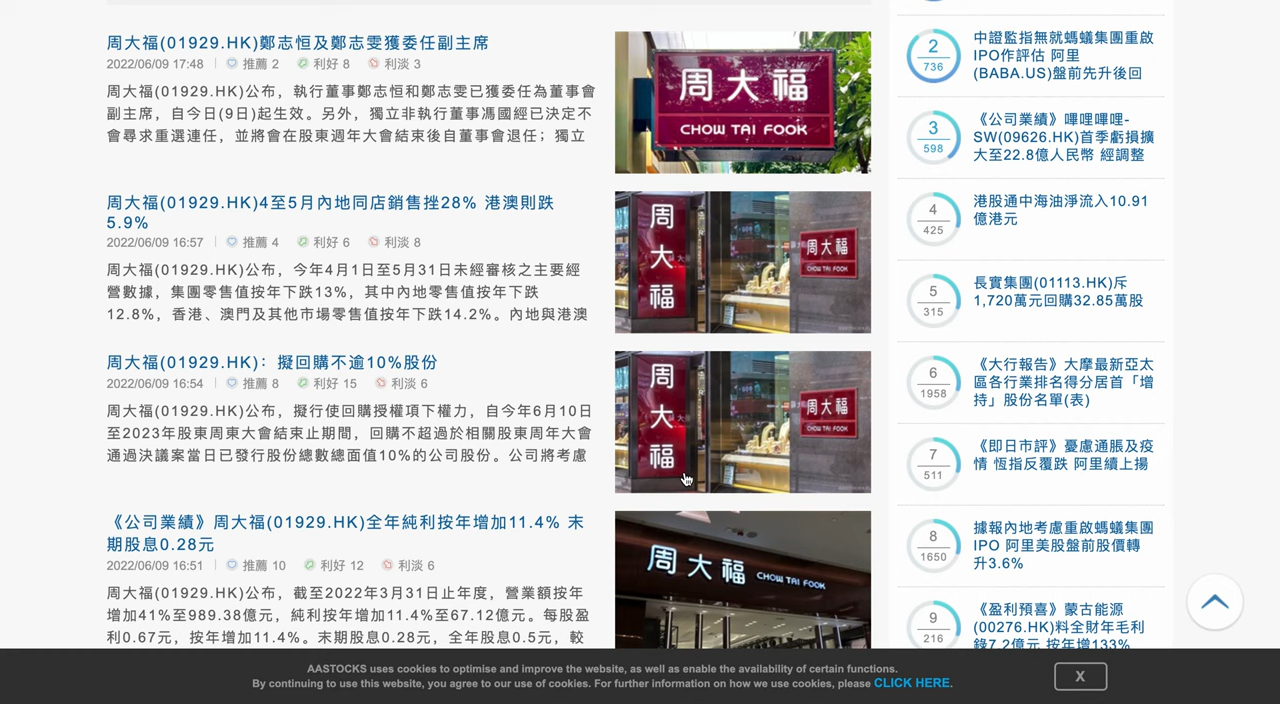 周大福(01929.HK)鄭志恒及鄭志雯獲委任副主席
2022/06/09 17:48 推薦 2 利好 8 利淡 3
周大福(01929.HK)公布，執行董事鄭志恒和鄭志雯已獲委任為董事會
副主席，自今日(9日)起生效。另外，獨立非執行董事馮國經已決定不
會尋求重選連任，並將會在股東週年大會結束後自董事會退任；獨立
周大福
CHOW TAI FOOK
周大福(01929.HK)4至5月內地同店銷售挫28% 港澳則跌
5.9%
2022/06/09 16:57 推薦 4 利好 6 利淡 8
周大福(01929.HK)公布，今年4月1日至5月31日未經審核之主要經
營數據，集團零售值按年下跌13%，其中內地零售值按年下跌
12.8%，香港、澳門及其他市場零售值按年下跌14.2%。內地與港澳
周大福
周大福
CHOW TAI FOOK
周大福(01929.HK)：擬回購不逾10%股份
2022/06/09 16:54 推薦 8 利好 15 利淡 6
周大福(01929.HK)公布，擬行使回購授權項下權力，自今年6月10日
至2023年股東周東大會結束止期間，回購不超過於相關股東周年大會
通過決議案當日已發行股份總數總面值10%的公司股份。公司將考慮
周大福
周大福
CHOW TAI FOOK
《公司業績》周大福(01929.HK)全年純利按年增加11.4% 末
期股息0.28元
2022/06/09 16:51 推薦 10 利好 12 利淡 6
周大福(01929.HK)公布，截至2022年3月31日止年度，營業額按年
增加41%至989.38億元，純利按年增加11.4%至67.12億元。每股盈
利0.67元，按年增加11.4%。末期股息0.28元，全年股息0.5元，較
周大福 CHOW TAI FOOK
2
736
中證監指無就螞蟻集團重啟
IPO作評估 阿里
(BABA.US)盤前先升後回
3
598
《公司業績》嗶哩嗶哩-
SW(09626.HK)首季虧損擴
大至22.8億人民幣 經調整
4
425
港股通中海油淨流入10.91
億港元
5
315
長實集團(01113.HK)斥
1,720萬元回購32.85萬股
6
1958
《大行報告》大摩最新亞太
區各行業排名得分居首「增
持」股份名單(表)
7
511
《即日市評》憂慮通脹及疫
情 恆指反覆跌 阿里續上揚
8
1650
據報內地考慮重啟螞蟻集團
IPO 阿里美股盤前股價轉
升3.6%
9
216
《盈利預喜》蒙古能源
(00276.HK)料全財年毛利
錄7.2億元 按年增133%
AASTOCKS uses cookies to optimise and improve the website, as well as enable the availability of certain functions.
By continuing to use this website, you agree to our use of cookies. For further information on how we use cookies, please CLICK HERE.
X